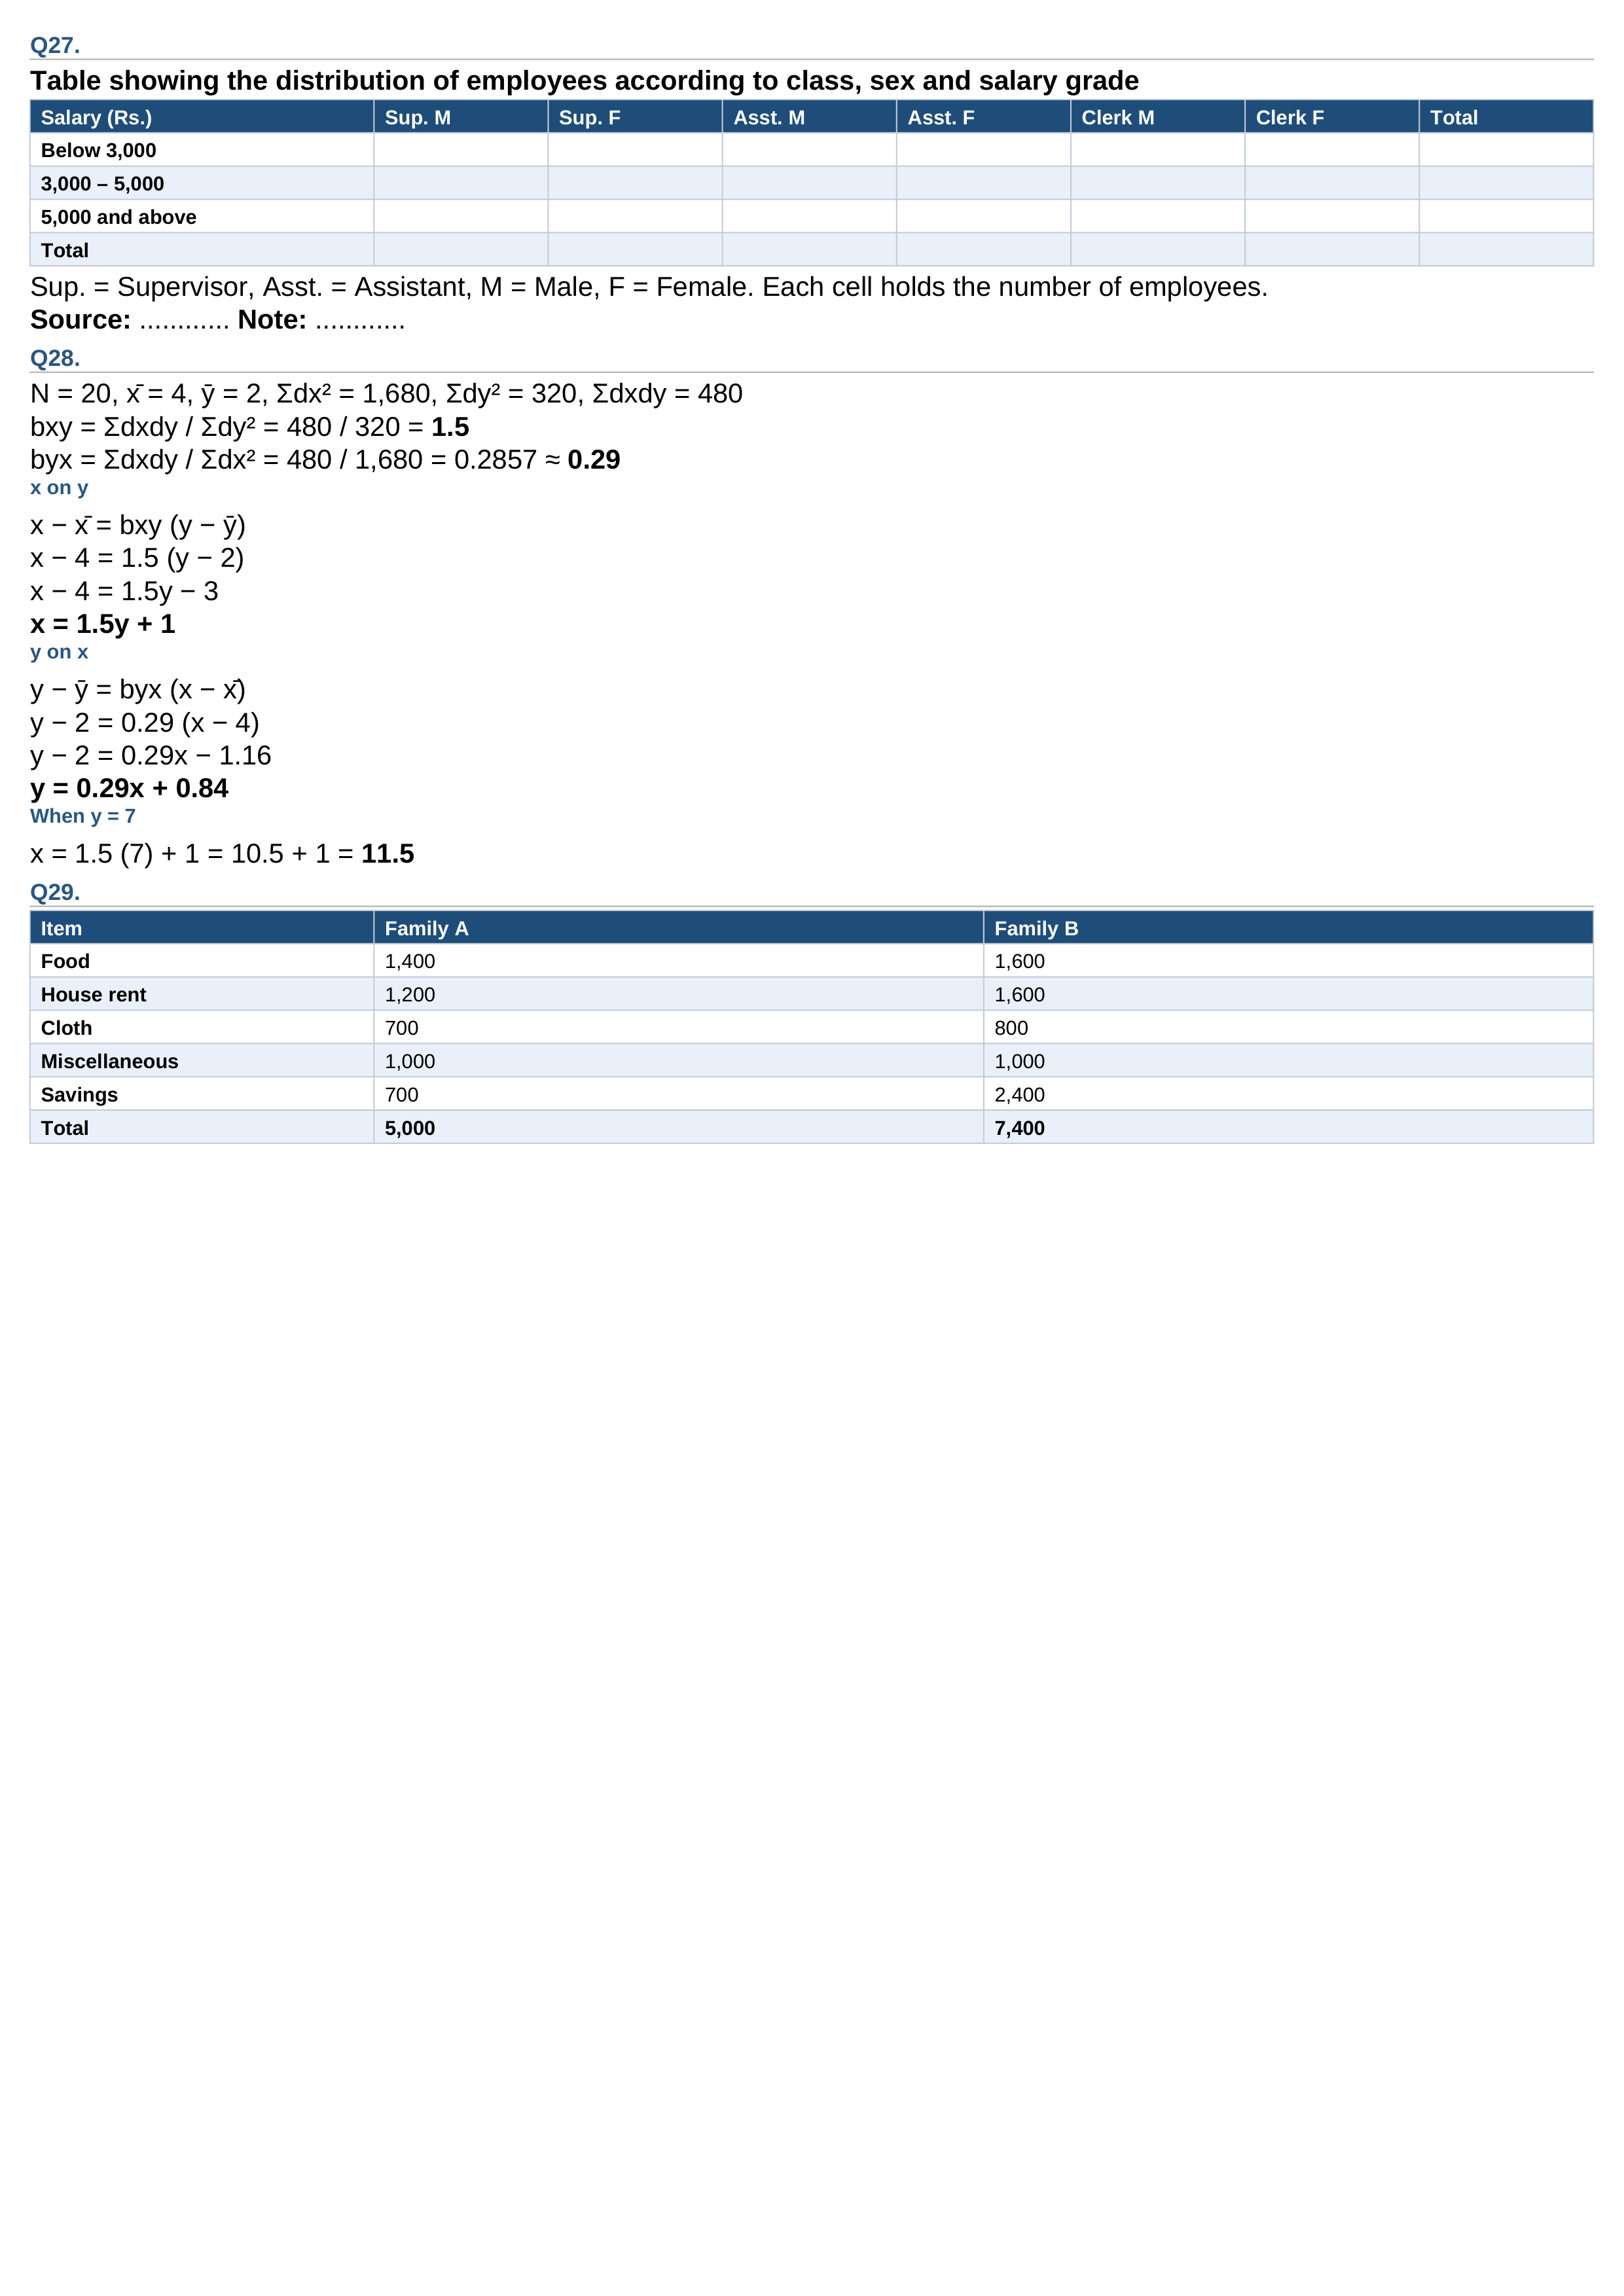 Q27.
Table showing the distribution of employees according to class, sex and salary grade
Salary (Rs.) Sup. M Sup. F Asst. M Asst. F Clerk M Clerk F Total
Below 3,000
3,000 – 5,000
5,000 and above
Total
Sup. = Supervisor, Asst. = Assistant, M = Male, F = Female. Each cell holds the number of employees.
Source: ............ Note: ............
Q28.
N = 20, x̄ = 4, ȳ = 2, Σdx² = 1,680, Σdy² = 320, Σdxdy = 480
bxy = Σdxdy / Σdy² = 480 / 320 = 1.5
byx = Σdxdy / Σdx² = 480 / 1,680 = 0.2857 ≈ 0.29
x on y
x − x̄ = bxy (y − ȳ)
x − 4 = 1.5 (y − 2)
x − 4 = 1.5y − 3
x = 1.5y + 1
y on x
y − ȳ = byx (x − x̄)
y − 2 = 0.29 (x − 4)
y − 2 = 0.29x − 1.16
y = 0.29x + 0.84
When y = 7
x = 1.5 (7) + 1 = 10.5 + 1 = 11.5
Q29.
Item Family A Family B
Food 1,400 1,600
House rent 1,200 1,600
Cloth 700 800
Miscellaneous 1,000 1,000
Savings 700 2,400
Total 5,000 7,400